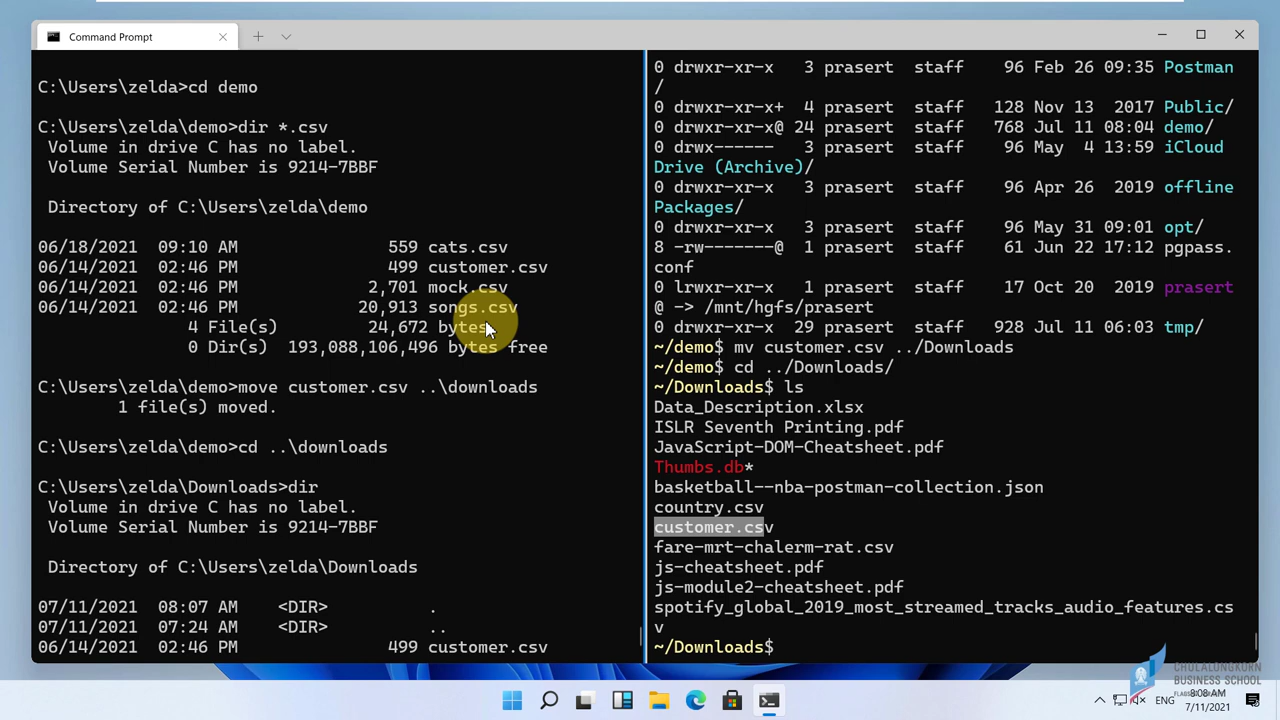 Command Prompt
C:\Users\zelda>cd demo
C:\Users\zelda\demo>dir *.csv
Volume in drive C has no label.
Volume Serial Number is 9214-7BBF
Directory of C:\Users\zelda\demo
06/18/2021 09:10 AM 559 cats.csv
06/14/2021 02:46 PM 499 customer.csv
06/14/2021 02:46 PM 2,701 mock.csv
06/14/2021 02:46 PM 20,913 songs.csv
4 File(s) 24,672 bytes
0 Dir(s) 193,088,106,496 bytes free
C:\Users\zelda\demo>move customer.csv ..\downloads
1 file(s) moved.
C:\Users\zelda\demo>cd ..\downloads
C:\Users\zelda\Downloads>dir
Volume in drive C has no label.
Volume Serial Number is 9214-7BBF
Directory of C:\Users\zelda\Downloads
07/11/2021 08:07 AM <DIR> .
07/11/2021 07:24 AM <DIR> ..
06/14/2021 02:46 PM 499 customer.csv
0 drwxr-xr-x 3 prasert staff 96 Feb 26 09:35 Postman
/
0 drwxr-xr-x+ 4 prasert staff 128 Nov 13 2017 Public/
0 drwxr-xr-x@ 24 prasert staff 768 Jul 11 08:04 demo/
0 drwx------ 3 prasert staff 96 May 4 13:59 iCloud
Drive (Archive)/
0 drwxr-xr-x 3 prasert staff 96 Apr 26 2019 offline
Packages/
0 drwxr-xr-x 3 prasert staff 96 May 31 09:01 opt/
8 -rw-------@ 1 prasert staff 61 Jun 22 17:12 pgpass.
conf
0 lrwxr-xr-x 1 prasert staff 17 Oct 20 2019 prasert
@ -> /mnt/hgfs/prasert
0 drwxr-xr-x 29 prasert staff 928 Jul 11 06:03 tmp/
~/demo$ mv customer.csv ../Downloads
~/demo$ cd ../Downloads/
~/Downloads$ ls
Data_Description.xlsx
ISLR Seventh Printing.pdf
JavaScript-DOM-Cheatsheet.pdf
Thumbs.db*
basketball--nba-postman-collection.json
country.csv
customer.csv
fare-mrt-chalerm-rat.csv
js-cheatsheet.pdf
js-module2-cheatsheet.pdf
spotify_global_2019_most_streamed_tracks_audio_features.cs
v
~/Downloads$
CHULALONGKORN
BUSINESS SCHOOL
ENG
8:08 AM
7/11/2021